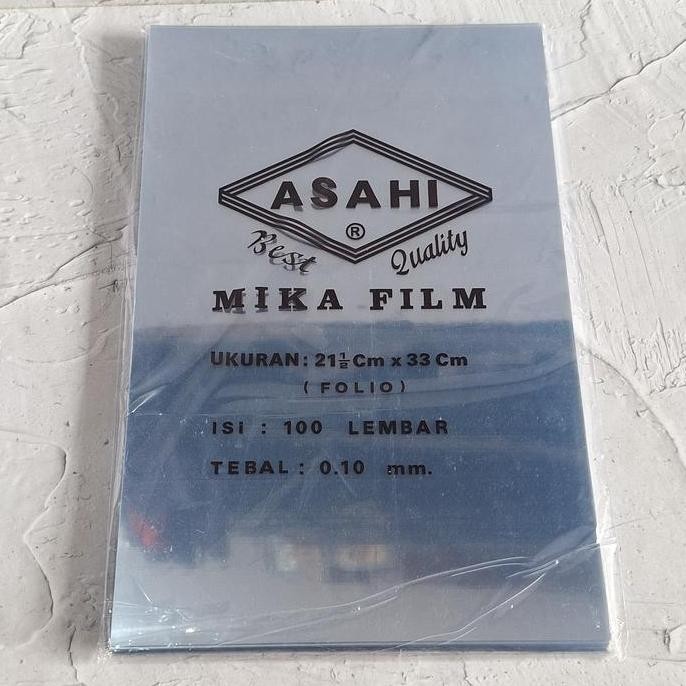 ASAHI
®
Best Quality
MIKA FILM
UKURAN: 21½ Cm x 33 Cm
(FOLIO)
ISI : 100 LEMBAR
TEBAL : 0.10 mm.